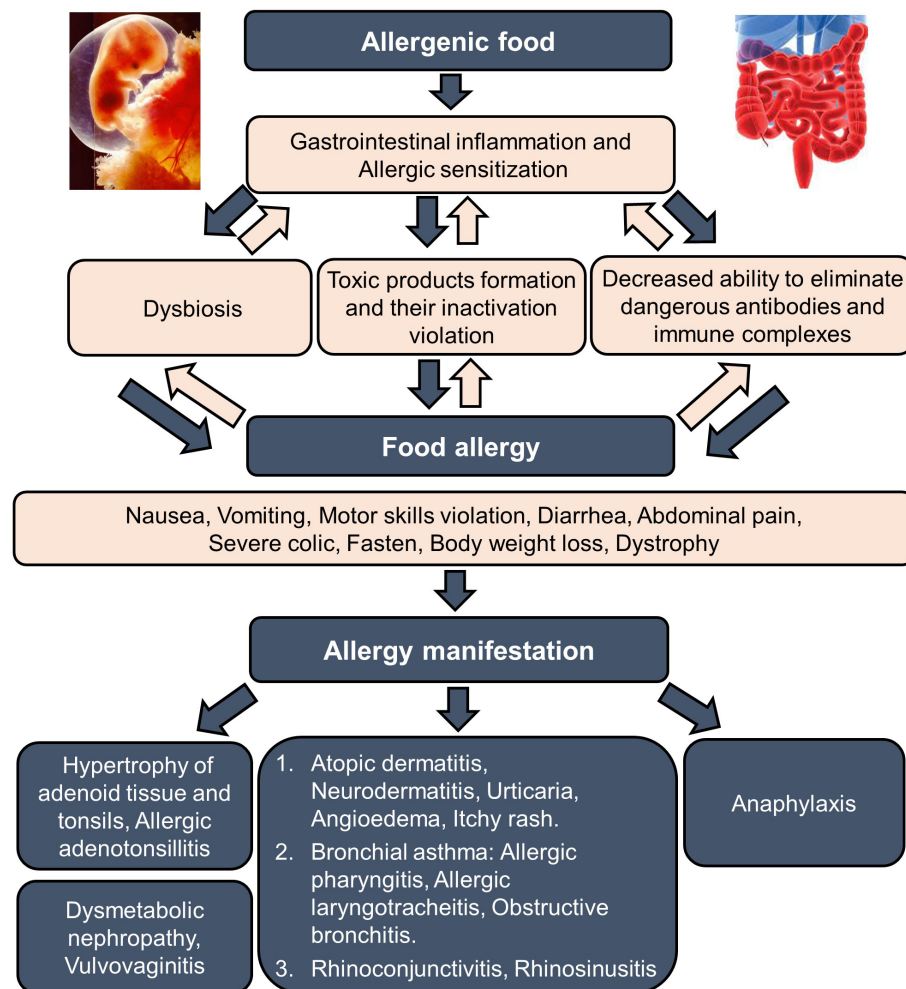 Allergenic food
Gastrointestinal inflammation and
Allergic sensitization
Dysbiosis
Toxic products formation
and their inactivation
violation
Decreased ability to eliminate
dangerous antibodies and
immune complexes
Food allergy
Nausea, Vomiting, Motor skills violation, Diarrhea, Abdominal pain,
Severe colic, Fasten, Body weight loss, Dystrophy
Allergy manifestation
Hypertrophy of
adenoid tissue and
tonsils, Allergic
adenotonsillitis
Dysmetabolic
nephropathy,
Vulvovaginitis
1. Atopic dermatitis,
Neurodermatitis, Urticaria,
Angioedema, Itchy rash.
2. Bronchial asthma: Allergic
pharyngitis, Allergic
laryngotracheitis, Obstructive
bronchitis.
3. Rhinoconjunctivitis, Rhinosinusitis
Anaphylaxis